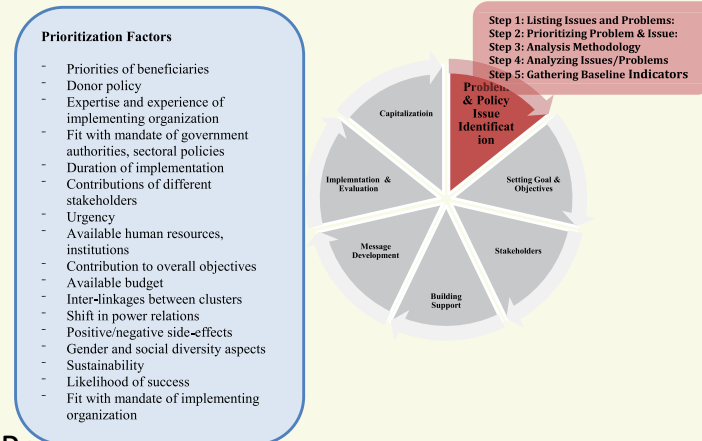 Prioritization Factors
- Priorities of beneficiaries
- Donor policy
- Expertise and experience of
implementing organization
- Fit with mandate of government
authorities, sectoral policies
- Duration of implementation
- Contributions of different
stakeholders
- Urgency
- Available human resources,
institutions
- Contribution to overall objectives
- Available budget
- Inter-linkages between clusters
- Shift in power relations
- Positive/negative side-effects
- Gender and social diversity aspects
- Sustainability
- Likelihood of success
- Fit with mandate of implementing
organization
Step 1: Listing Issues and Problems:
Step 2: Prioritizing Problem & Issue:
Step 3: Analysis Methodology
Step 4: Analyzing Issues/Problems
Step 5: Gathering Baseline Indicators
Problem
& Policy
Issue
Identificat
ion
Setting Goal &
Objectives
Stakeholders
Building
Support
Message
Development
Implemntation &
Evaluation
Capitalizatioin